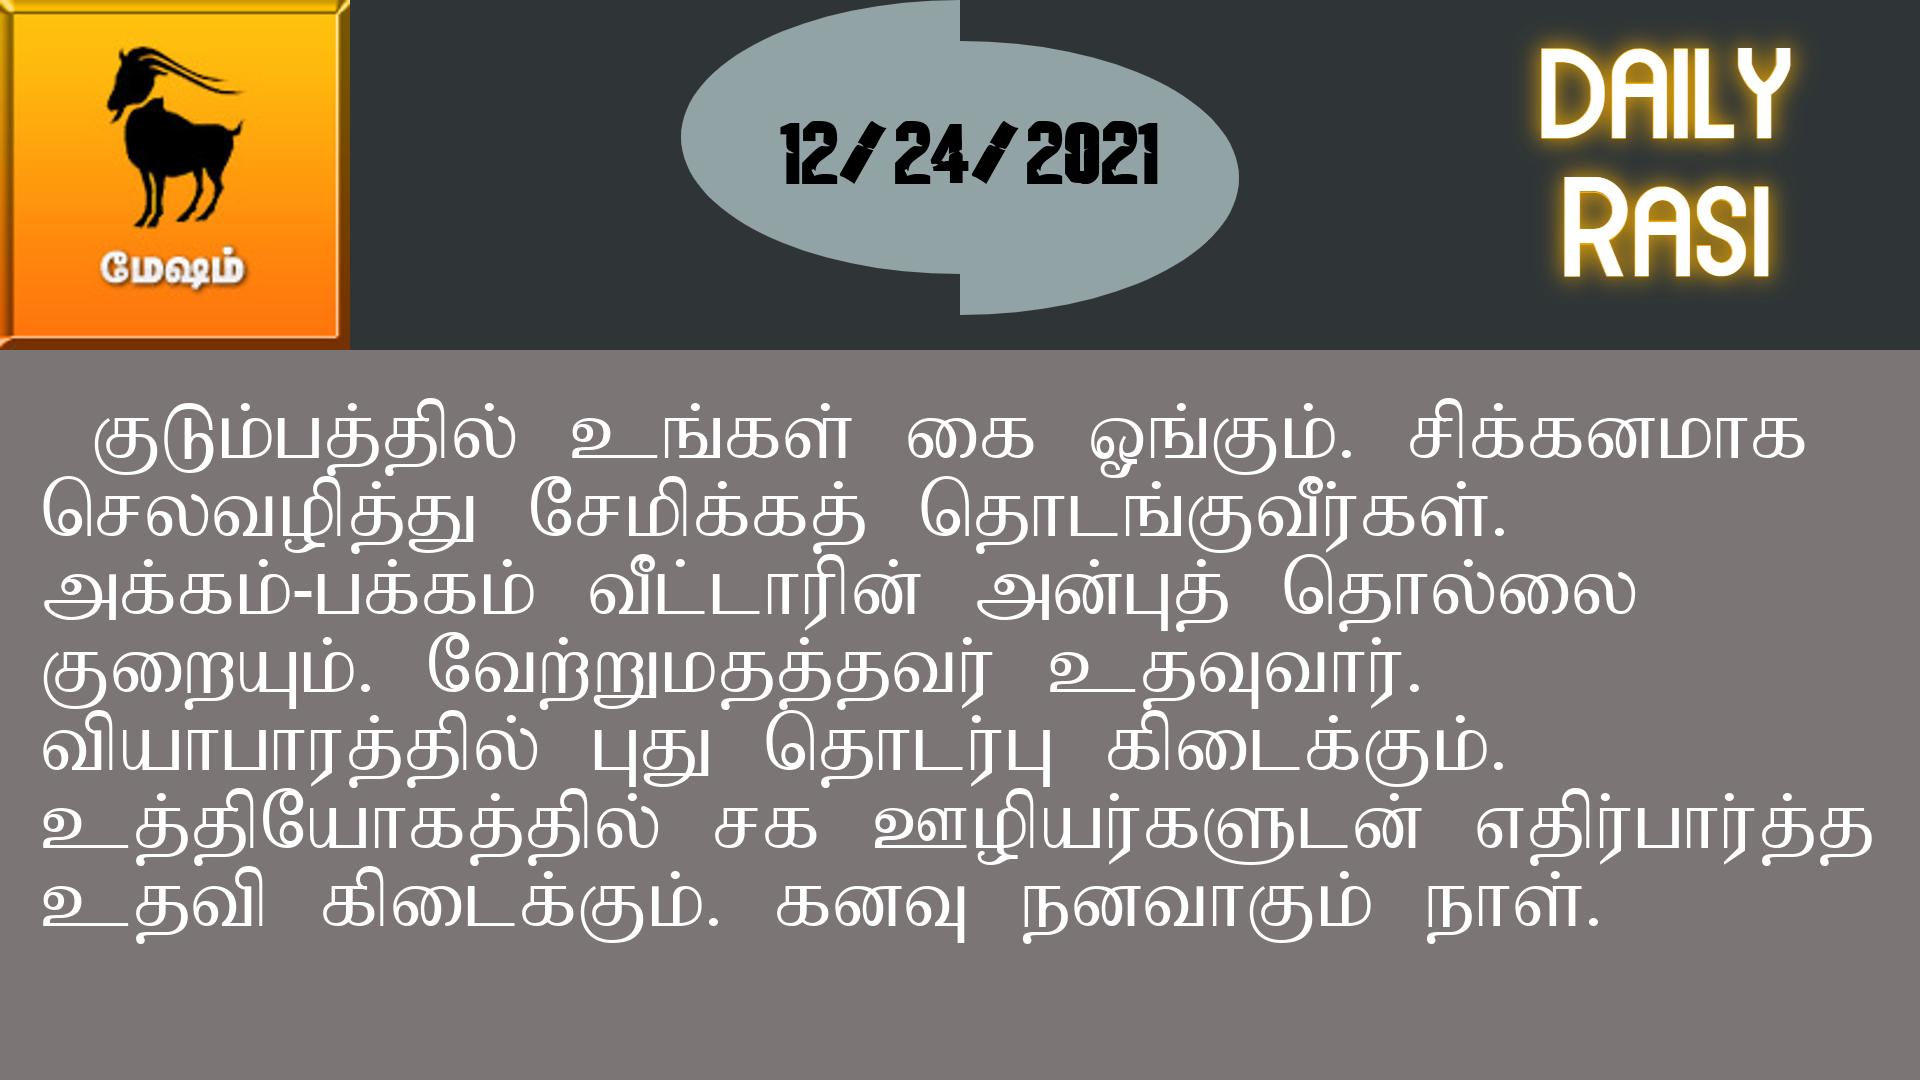 மேஷம்
12/24/2021
DAILY
RASI
குடும்பத்தில் உங்கள் கை ஓங்கும். சிக்கனமாக
செலவழித்து சேமிக்கத் தொடங்குவீர்கள்.
அக்கம்-பக்கம் வீட்டாரின் அன்புத் தொல்லை
குறையும். வேற்றுமதத்தவர் உதவுவார்.
வியாபாரத்தில் புது தொடர்பு கிடைக்கும்.
உத்தியோகத்தில் சக ஊழியர்களுடன் எதிர்பார்த்த
உதவி கிடைக்கும். கனவு நனவாகும் நாள்.